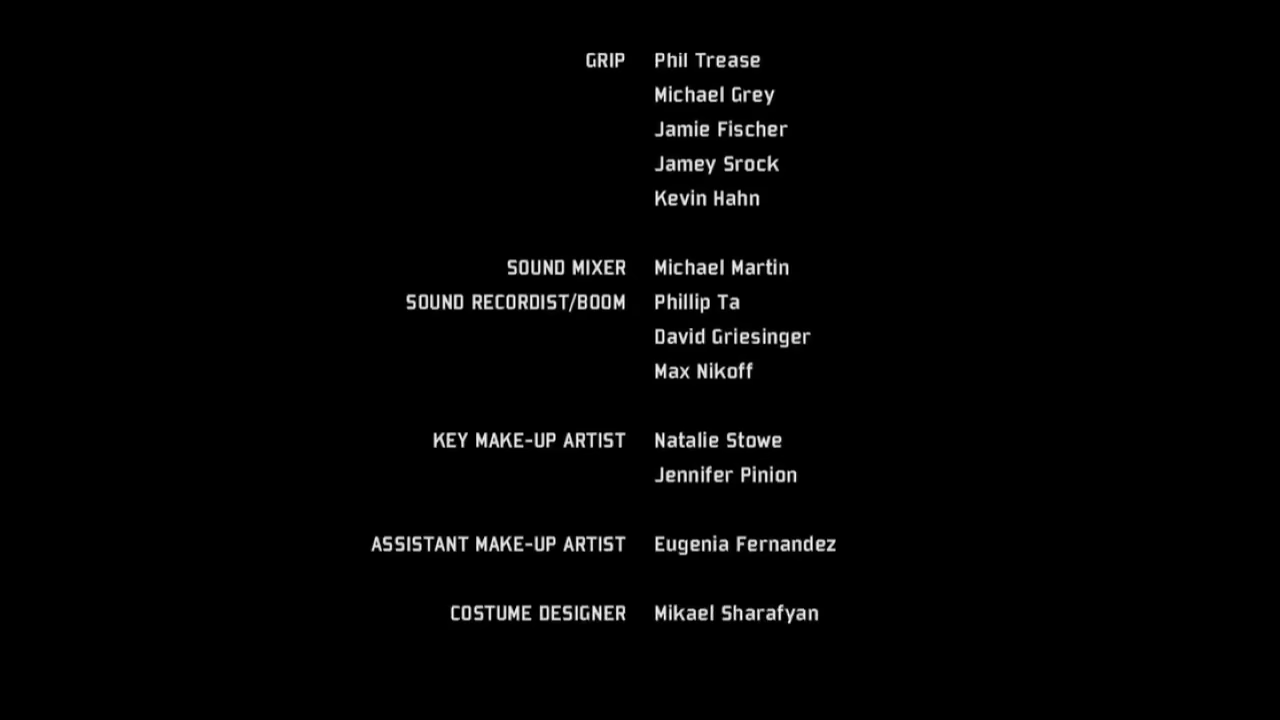 GRIP Phil Trease
Michael Grey
Jamie Fischer
Jamey Srock
Kevin Hahn
SOUND MIXER Michael Martin
SOUND RECORDIST/BOOM Phillip Ta
David Griesinger
Max Nikoff
KEY MAKE-UP ARTIST Natalie Stowe
Jennifer Pinion
ASSISTANT MAKE-UP ARTIST Eugenia Fernandez
COSTUME DESIGNER Mikael Sharafyan